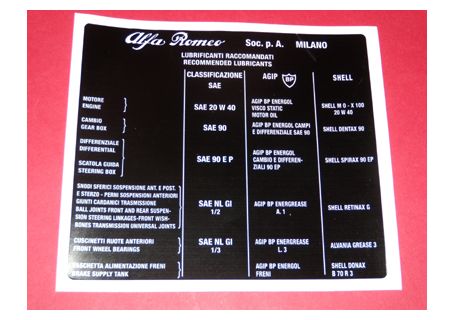 Alfa Romeo Soc. p. A. MILANO
LUBRIFICANTI RACCOMANDATI
RECOMMENDED LUBRICANTS
CLASSIFICAZIONE
SAE
AGIP BP
SHELL
MOTORE
ENGINE
SAE 20 W 40
AGIP BP ENERGOL
VISCO STATIC
MOTOR OIL
SHELL M O - X 100
20 W 40
CAMBIO
GEAR BOX
SAE 90
AGIP BP ENERGOL CAMPI
E DIFFERENZIALE SAE 90
SHELL DENTAX 90
DIFFERENZIALE
DIFFERENTIAL
SCATOLA GUIDA
STEERING BOX
SAE 90 E P
AGIP BP ENERGOL
CAMBIO E DIFFEREN-
ZIALI 90 EP
SHELL SPIRAX 90 EP
SNODI SFERICI SOSPENSIONE ANT. E POST.
E STERZO - PERNI SOSPENSIONI ANTERIORI
GIUNTI CARDANICI TRASMISSIONE
BALL JOINTS FRONT AND REAR SUSPEN-
SION STEERING LINKAGES-FRONT WISH-
BONES TRANSMISSION UNIVERSAL JOINTS
SAE NL GI
1/2
AGIP BP ENERGREASE
A. 1
SHELL RETINAX G
CUSCINETTI RUOTE ANTERIORI
FRONT WHEEL BEARINGS
SAE NL GI
1/3
AGIP BP ENERGREASE
L. 3
ALVANIA GREASE 3
VASCHETTA ALIMENTAZIONE FRENI
BRAKE SUPPLY TANK
AGIP BP ENERGOL
FRENI
SHELL DONAX
B 70 R 3